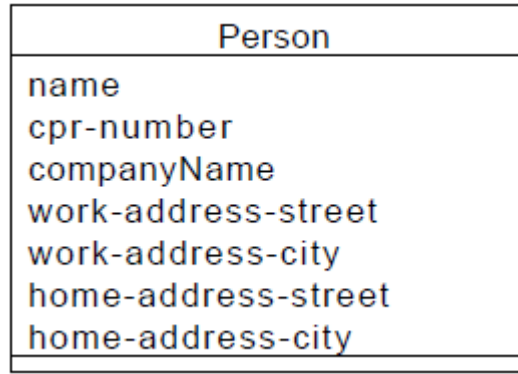 Person
name
cpr-number
companyName
work-address-street
work-address-city
home-address-street
home-address-city